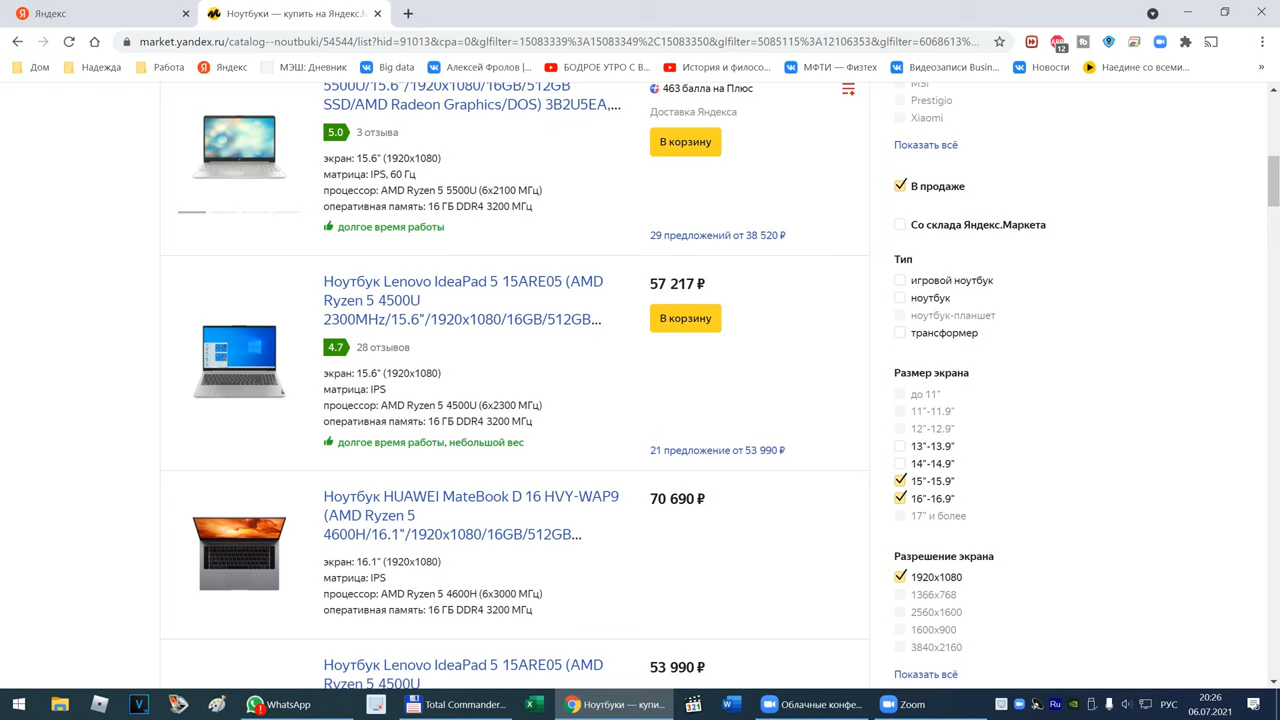 Яндекс
Ноутбуки — купить на Яндекс.М
market.yandex.ru/catalog--noutbuki/54544/list?hid=91013&cpa=0&glfilter=15083339%3A15083349%2C15083350&glfilter=5085115%3A12106353&glfilter=6068613%...
12
Дом
Надежда
Работа
Яндекс
МЭШ: Дневник
Big data
Алексей Фролов |...
БОДРОЕ УТРО С В...
История и филосо...
МФТИ — Физтех
Видеозаписи Busin...
Новости
Наедине со всеми...
»
5500U/15.6"/1920x1080/16GB/512GB
SSD/AMD Radeon Graphics/DOS) 3B2U5EA,...
5.0 3 отзыва
экран: 15.6" (1920x1080)
матрица: IPS, 60 Гц
процессор: AMD Ryzen 5 5500U (6x2100 МГц)
оперативная память: 16 ГБ DDR4 3200 МГц
долгое время работы
463 балла на Плюс
Доставка Яндекса
В корзину
29 предложений от 38 520 ₽
Ноутбук Lenovo IdeaPad 5 15ARE05 (AMD
Ryzen 5 4500U
2300MHz/15.6"/1920x1080/16GB/512GB...
4.7 28 отзывов
экран: 15.6" (1920x1080)
матрица: IPS
процессор: AMD Ryzen 5 4500U (6x2300 МГц)
оперативная память: 16 ГБ DDR4 3200 МГц
долгое время работы, небольшой вес
57 217 ₽
В корзину
21 предложение от 53 990 ₽
Ноутбук HUAWEI MateBook D 16 HVY-WAP9
(AMD Ryzen 5
4600H/16.1"/1920x1080/16GB/512GB...
экран: 16.1" (1920x1080)
матрица: IPS
процессор: AMD Ryzen 5 4600H (6x3000 МГц)
оперативная память: 16 ГБ DDR4 3200 МГц
70 690 ₽
Ноутбук Lenovo IdeaPad 5 15ARE05 (AMD
Ryzen 5 4500U
53 990 ₽
MSI
Prestigio
Xiaomi
Показать всё
В продаже
Со склада Яндекс.Маркета
Тип
игровой ноутбук
ноутбук
ноутбук-планшет
трансформер
Размер экрана
до 11"
11"-11.9"
12"-12.9"
13"-13.9"
14"-14.9"
15"-15.9"
16"-16.9"
17" и более
Разрешение экрана
1920x1080
1366x768
2560x1600
1600x900
3840x2160
Показать всё
WhatsApp
Total Commander...
Ноутбуки — купи...
Облачные конфе...
Zoom
РУС
20:26
06.07.2021